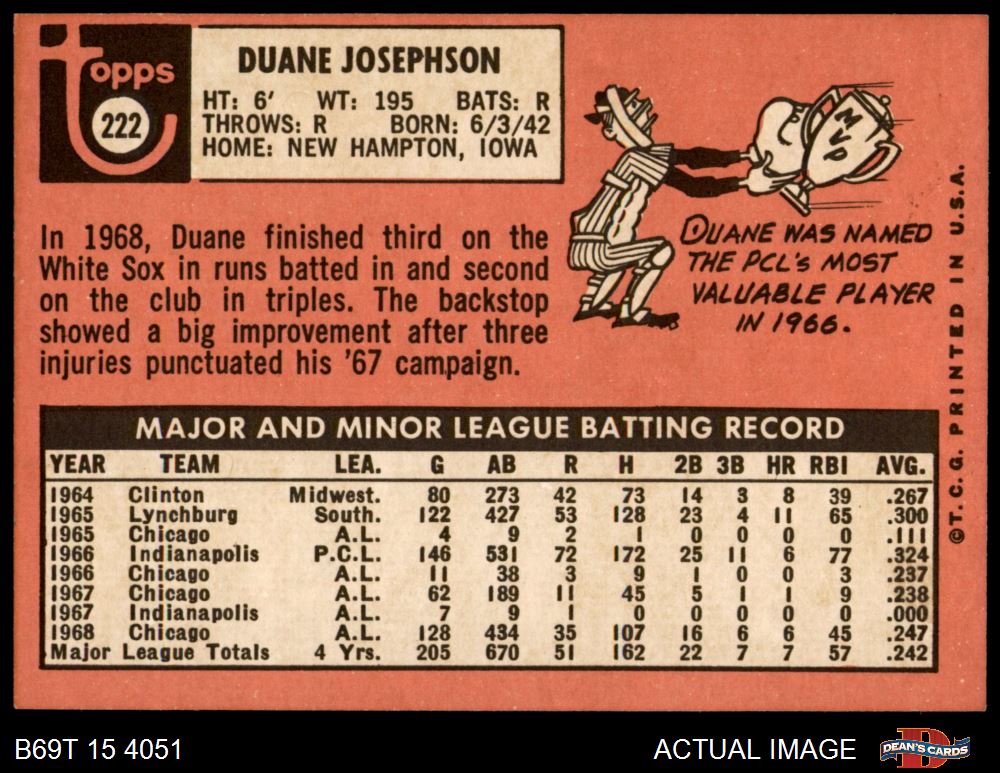 Topps
222
DUANE JOSEPHSON
HT: 6' WT: 195 BATS: R
THROWS: R BORN: 6/3/42
HOME: NEW HAMPTON, IOWA
In 1968, Duane finished third on the
White Sox in runs batted in and second
on the club in triples. The backstop
showed a big improvement after three
injuries punctuated his '67 campaign.
MVP
DUANE WAS NAMED
THE PCL'S MOST
VALUABLE PLAYER
IN 1966.
MAJOR AND MINOR LEAGUE BATTING RECORD
YEAR TEAM LEA. G AB R H 2B 3B HR RBI AVG.
1964 Clinton Midwest. 80 273 42 73 14 3 8 39 .267
1965 Lynchburg South. 122 427 53 128 23 4 11 65 .300
1965 Chicago A.L. 4 9 2 1 0 0 0 0 .111
1966 Indianapolis P.C.L. 146 531 72 172 25 11 6 77 .324
1966 Chicago A.L. 11 38 3 9 1 0 0 3 .237
1967 Chicago A.L. 62 189 11 45 5 1 1 9 .238
1967 Indianapolis A.L. 7 9 1 0 0 0 0 0 .000
1968 Chicago A.L. 128 434 35 107 16 6 6 45 .247
Major League Totals 4 Yrs. 205 670 51 162 22 7 7 57 .242
©T.C.G. PRINTED IN U.S.A.
B69T 15 4051
ACTUAL IMAGE
D
DEAN'S CARDS